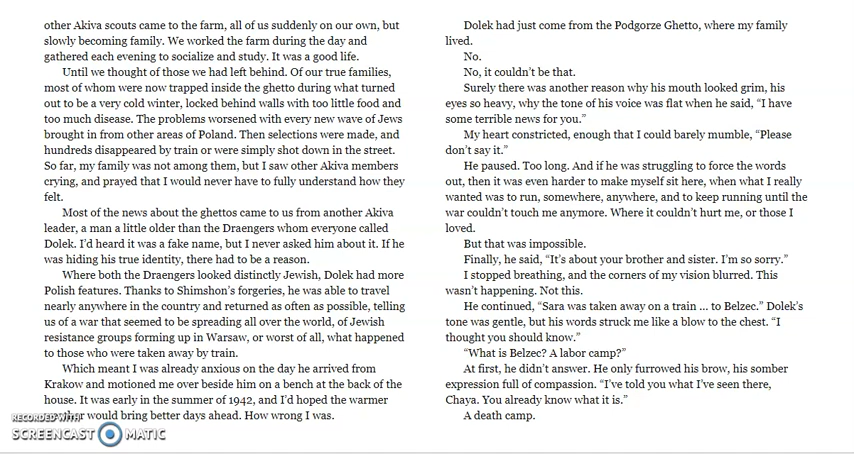 other Akiva scouts came to the farm, all of us suddenly on our own, but
slowly becoming family. We worked the farm during the day and
gathered each evening to socialize and study. It was a good life.
Until we thought of those we had left behind. Of our true families,
most of whom were now trapped inside the ghetto during what turned
out to be a very cold winter, locked behind walls with too little food and
too much disease. The problems worsened with every new wave of Jews
brought in from other areas of Poland. Then selections were made, and
hundreds disappeared by train or were simply shot down in the street.
So far, my family was not among them, but I saw other Akiva members
crying, and prayed that I would never have to fully understand how they
felt.
Most of the news about the ghettos came to us from another Akiva
leader, a man a little older than the Draengers whom everyone called
Dolek. I'd heard it was a fake name, but I never asked him about it. If he
was hiding his true identity, there had to be a reason.
Where both the Draengers looked distinctly Jewish, Dolek had more
Polish features. Thanks to Shimshon's forgeries, he was able to travel
nearly anywhere in the country and returned as often as possible, telling
us of a war that seemed to be spreading all over the world, of Jewish
resistance groups forming up in Warsaw, or worst of all, what happened
to those who were taken away by train.
Which meant I was already anxious on the day he arrived from
Krakow and motioned me over beside him on a bench at the back of the
house. It was early in the summer of 1942, and I'd hoped the warmer
would bring better days ahead. How wrong I was.
Dolek had just come from the Podgorze Ghetto, where my family
lived.
No.
No, it couldn't be that.
Surely there was another reason why his mouth looked grim, his
eyes so heavy, why the tone of his voice was flat when he said, "I have
some terrible news for you."
My heart constricted, enough that I could barely mumble, "Please
don't say it."
He paused. Too long. And if he was struggling to force the words
out, then it was even harder to make myself sit here, when what I really
wanted was to run, somewhere, anywhere, and to keep running until the
war couldn't touch me anymore. Where it couldn't hurt me, or those I
loved.
But that was impossible.
Finally, he said, "It's about your brother and sister. I'm so sorry."
I stopped breathing, and the corners of my vision blurred. This
wasn't happening. Not this.
He continued, "Sara was taken away on a train ... to Belzec." Dolek's
tone was gentle, but his words struck me like a blow to the chest. "I
thought you should know."
"What is Belzec? A labor camp?"
At first, he didn't answer. He only furrowed his brow, his somber
expression full of compassion. "I've told you what I've seen there,
Chaya. You already know what it is."
A death camp.
RECORDED WITH
SCREENCAST MATIC